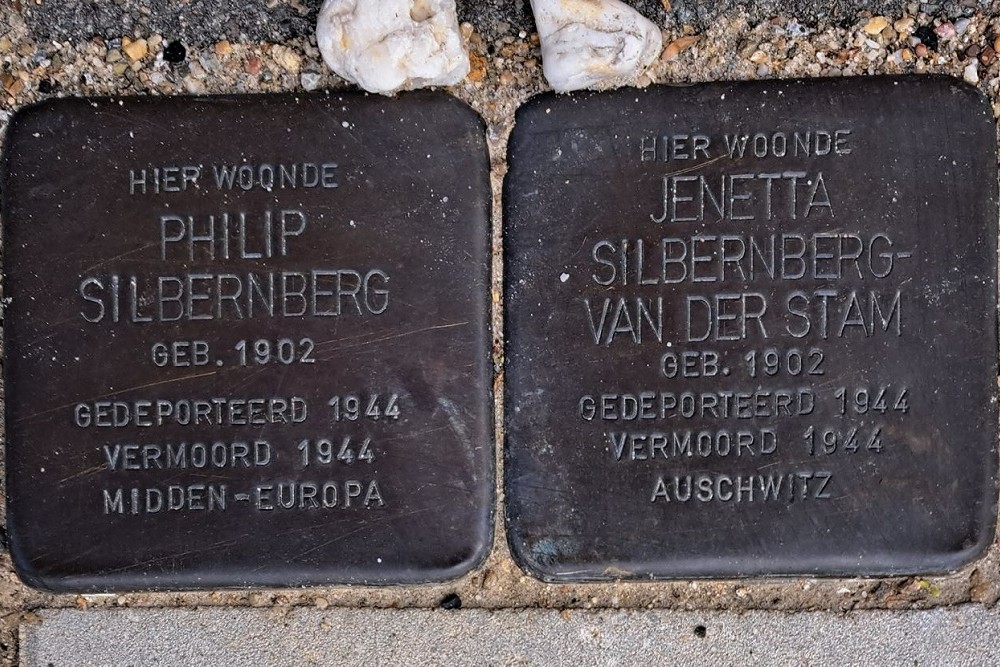 HIER WOONDE
PHILIP
SILBERNBERG
GEB. 1902
GEDEPORTEERD 1944
VERMOORD 1944
MIDDEN-EUROPA
HIER WOONDE
JENETTA
SILBERNBERG-
VAN DER STAM
GEB. 1902
GEDEPORTEERD 1944
VERMOORD 1944
AUSCHWITZ